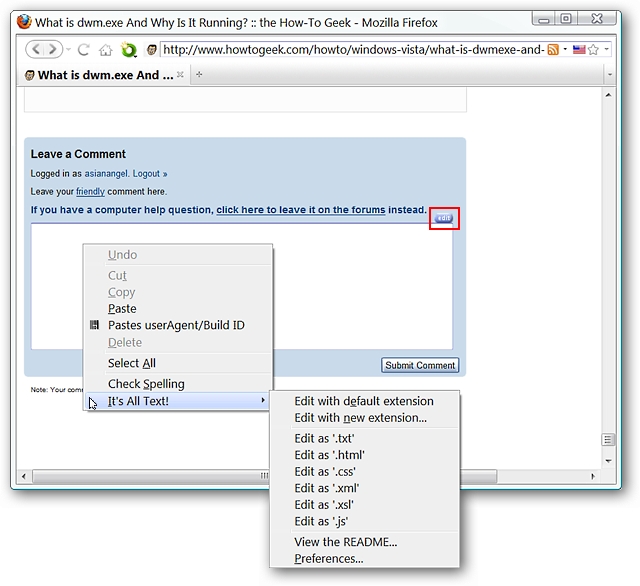 What is dwm.exe And Why Is It Running? :: the How-To Geek - Mozilla Firefox
http://www.howtogeek.com/howto/windows-vista/what-is-dwmexe-and-
What is dwm.exe And ...
Leave a Comment
Logged in as asianangel. Logout »
Leave your friendly comment here.
If you have a computer help question, click here to leave it on the forums instead.
edit
Undo
Cut
Copy
Paste
Pastes userAgent/Build ID
Delete
Select All
Submit Comment
Check Spelling
Note: Your com
It's All Text!
Edit with default extension
Edit with new extension...
Edit as '.txt'
Edit as '.html'
Edit as '.css'
Edit as '.xml'
Edit as '.xsl'
Edit as '.js'
View the README...
Preferences...